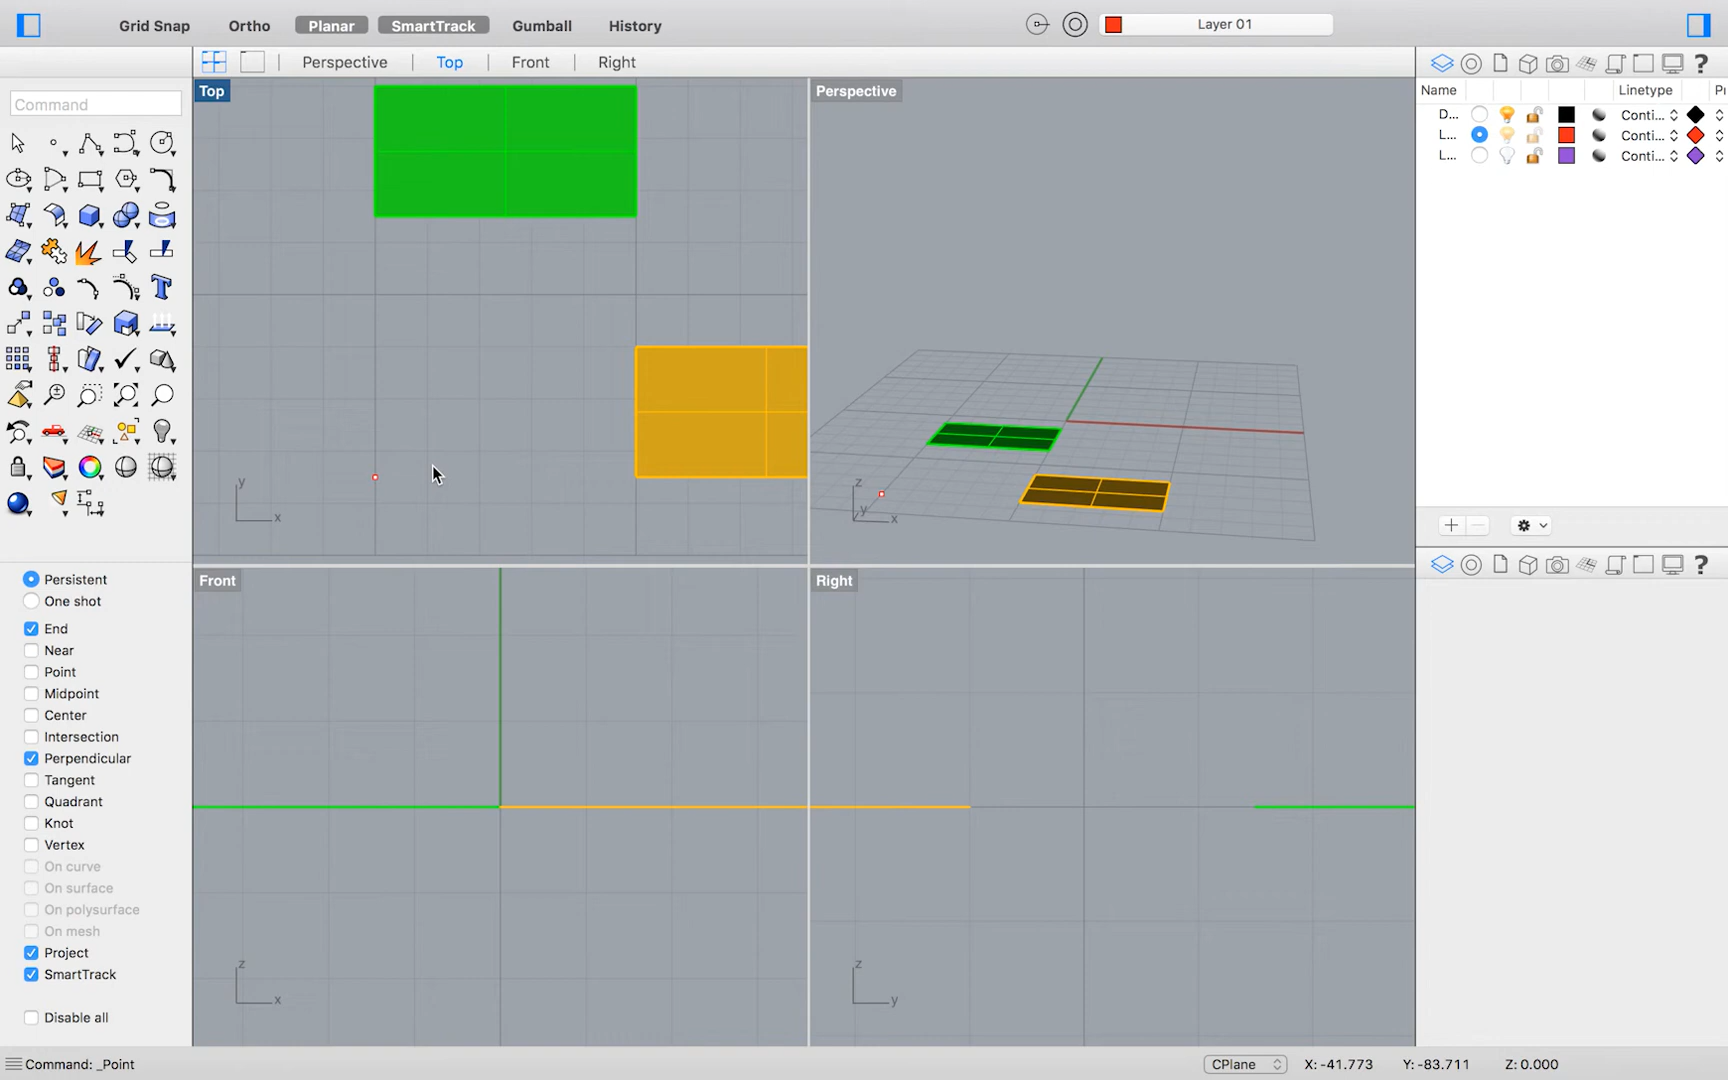 Grid Snap Ortho Planar SmartTrack Gumball History Layer 01
Perspective Top Front Right
Top
Perspective
Name Linetype
Command
D... Conti...
L... Conti...
L... Conti...
y
x
z
y
x
Front
Right
Persistent
One shot
End
Near
Point
Midpoint
Center
Intersection
Perpendicular
Tangent
Quadrant
Knot
Vertex
On curve
On surface
On polysurface
On mesh
Project
SmartTrack
Disable all
z
x
z
y
Command: _Point
CPlane X: -41.773 Y: -83.711 Z: 0.000